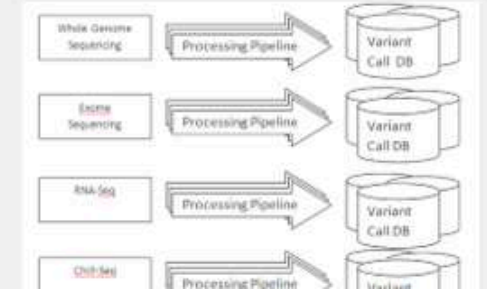 Whole Genome
Sequencing
Processing Pipeline
Variant
Call DB
Exome
Sequencing
Processing Pipeline
Variant
Call DB
RNA-Seq
Processing Pipeline
Variant
Call DB
ChIP-Seq
Processing Pipeline
Variant